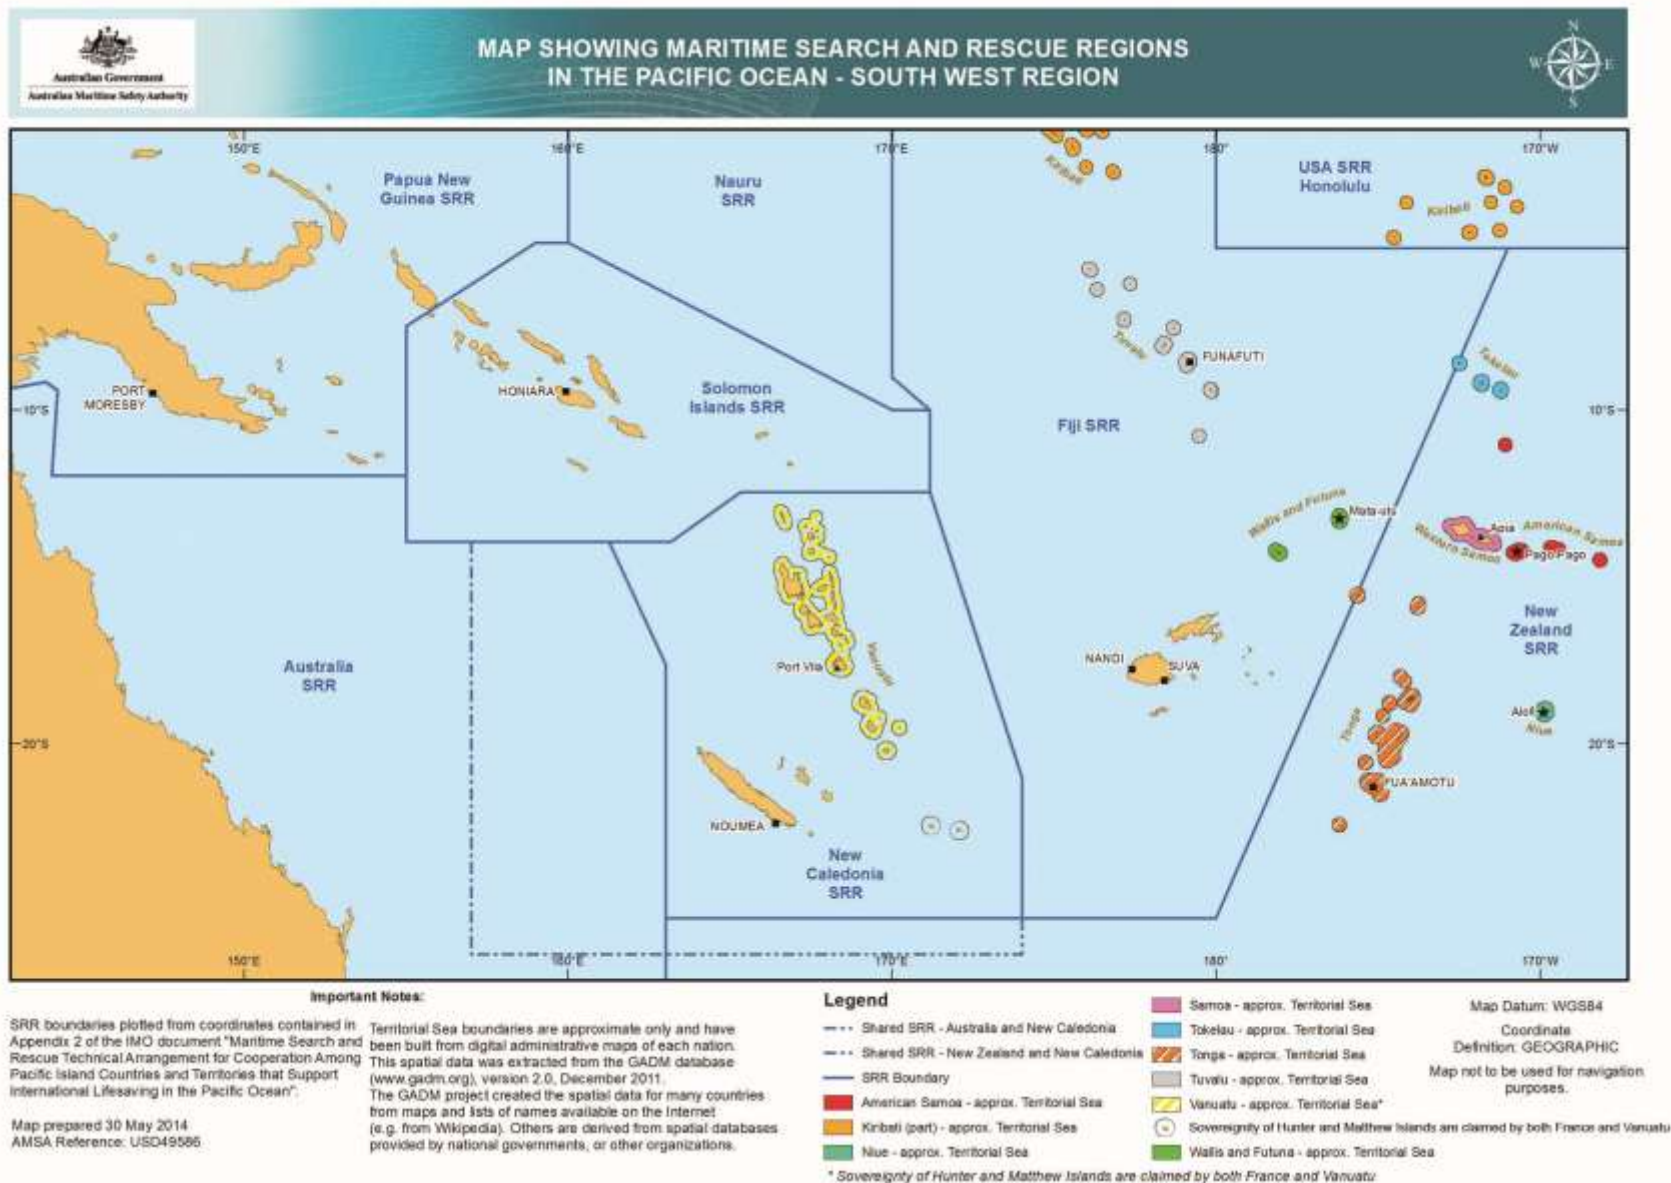 Australian Government
Australian Maritime Safety Authority
MAP SHOWING MARITIME SEARCH AND RESCUE REGIONS
IN THE PACIFIC OCEAN - SOUTH WEST REGION
N
W E
S
150°E
160°E
170°E
180°
170°W
Papua New
Guinea SRR
Nauru
SRR
Kiribati
USA SRR
Honolulu
Kiribati
PORT
MORESBY
HONIARA
Solomon
Islands SRR
Tuvalu
FUNAFUTI
Tokelau
10°S
10°S
Fiji SRR
Wallis and Futuna
Mata-utu
Western Samoa
Apia
American Samoa
Pago Pago
Australia
SRR
Port Vila
Vanuatu
NANDI
SUVA
New
Zealand
SRR
Tonga
Alofi
Niue
20°S
20°S
FUA'AMOTU
NOUMEA
New
Caledonia
SRR
150°E
160°E
170°E
180°
170°W
Important Notes:
SRR boundaries plotted from coordinates contained in
Appendix 2 of the IMO document "Maritime Search and
Rescue Technical Arrangement for Cooperation Among
Pacific Island Countries and Territories that Support
International Lifesaving in the Pacific Ocean".
Map prepared 30 May 2014
AMSA Reference: USD49586
Territorial Sea boundaries are approximate only and have
been built from digital administrative maps of each nation.
This spatial data was extracted from the GADM database
(www.gadm.org), version 2.0, December 2011.
The GADM project created the spatial data for many countries
from maps and lists of names available on the Internet
(e.g. from Wikipedia). Others are derived from spatial databases
provided by national governments, or other organizations.
Legend
Shared SRR - Australia and New Caledonia
Shared SRR - New Zealand and New Caledonia
SRR Boundary
American Samoa - approx. Territorial Sea
Kiribati (part) - approx. Territorial Sea
Niue - approx. Territorial Sea
Samoa - approx. Territorial Sea
Tokelau - approx. Territorial Sea
Tonga - approx. Territorial Sea
Tuvalu - approx. Territorial Sea
Vanuatu - approx. Territorial Sea*
Sovereignty of Hunter and Matthew Islands are claimed by both France and Vanuatu
Wallis and Futuna - approx. Territorial Sea
* Sovereignty of Hunter and Matthew Islands are claimed by both France and Vanuatu
Map Datum: WGS84
Coordinate
Definition: GEOGRAPHIC
Map not to be used for navigation
purposes.